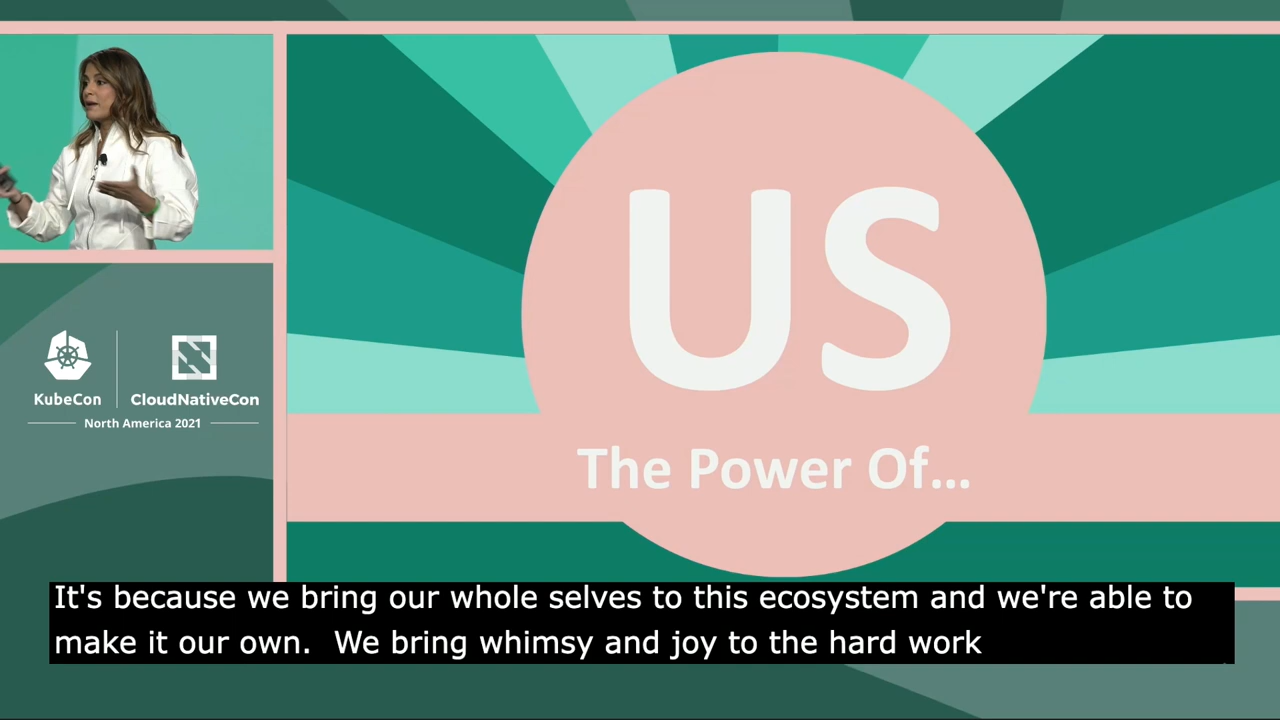 US
The Power Of...
KubeCon
CloudNativeCon
North America 2021
It's because we bring our whole selves to this ecosystem and we're able to
make it our own.  We bring whimsy and joy to the hard work